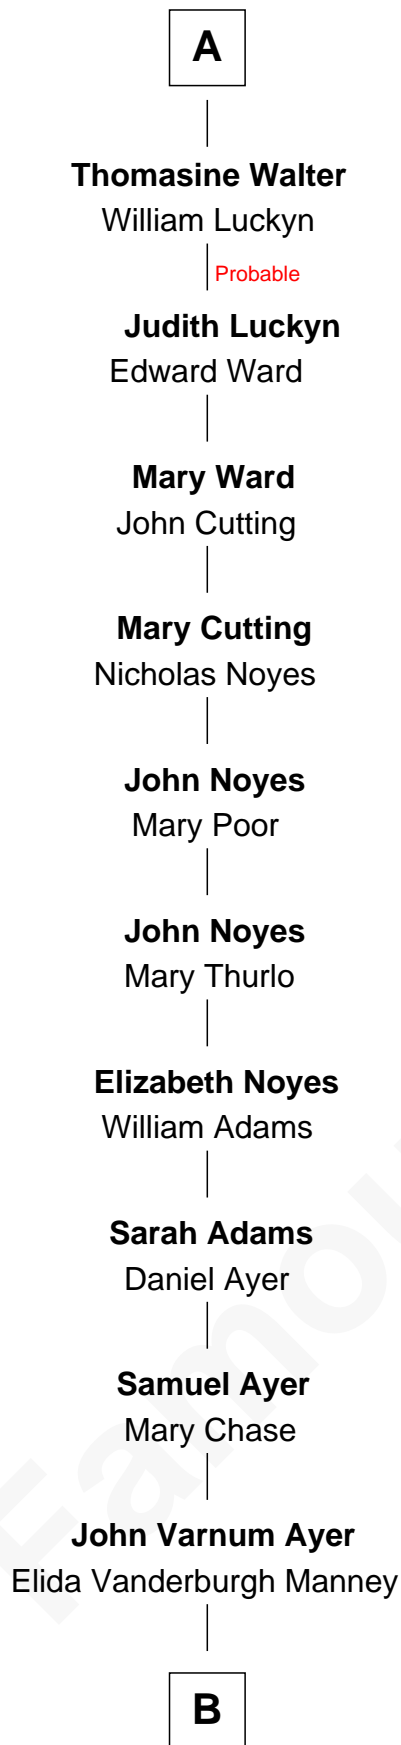 A
Thomasine Walter
William Luckyn
Probable
Judith Luckyn
Edward Ward
Mary Ward
John Cutting
Mary Cutting
Nicholas Noyes
John Noyes
Mary Poor
John Noyes
Mary Thurlo
Elizabeth Noyes
William Adams
Sarah Adams
Daniel Ayer
Samuel Ayer
Mary Chase
John Varnum Ayer
Elida Vanderburgh Manney
B
Famou